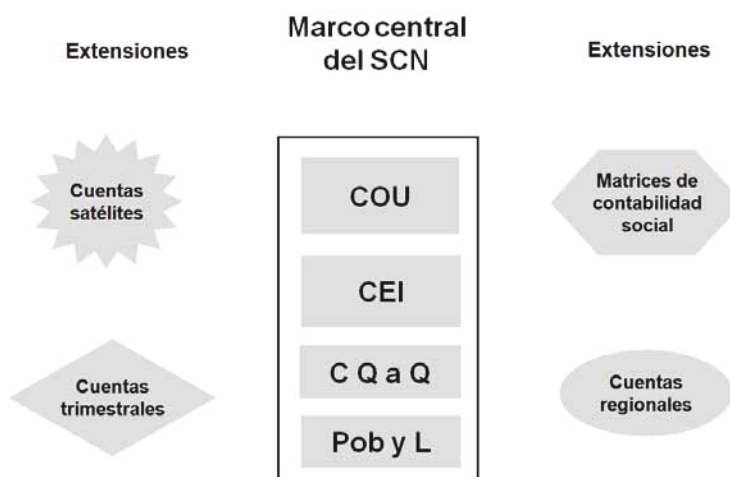 Extensiones
Marco central
del SCN
Extensiones
Cuentas
satélites
COU
Matrices de
contabilidad
social
CEI
Cuentas
trimestrales
C Q a Q
Cuentas
regionales
Pob y L